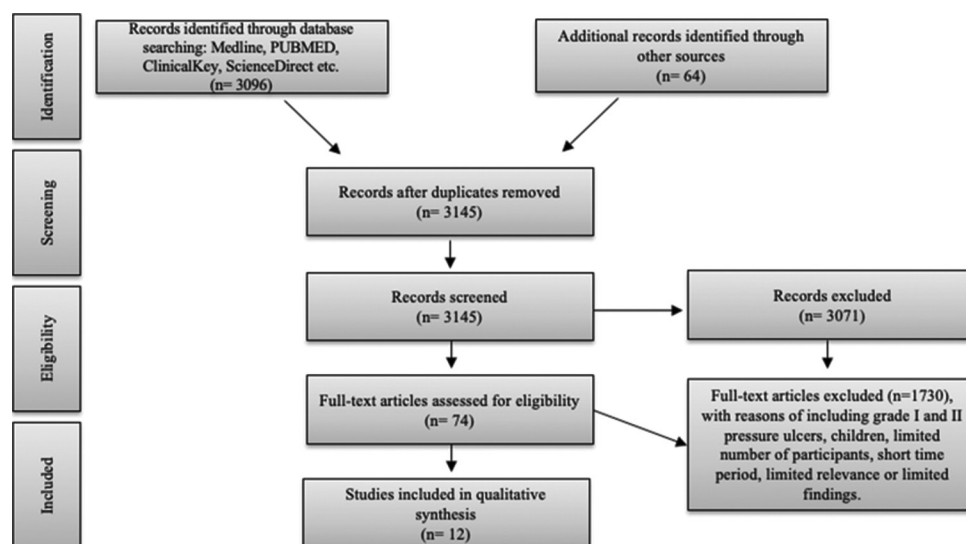 Identification
Records identified through database
searching: Medline, PUBMED,
ClinicalKey, ScienceDirect etc.
(n= 3096)
Additional records identified through
other sources
(n= 64)
Screening
Records after duplicates removed
(n= 3145)
Eligibility
Records screened
(n= 3145)
Records excluded
(n= 3071)
Full-text articles assessed for eligibility
(n= 74)
Full-text articles excluded (n=1730),
with reasons of including grade I and II
pressure ulcers, children, limited
number of participants, short time
period, limited relevance or limited
findings.
Included
Studies included in qualitative
synthesis
(n= 12)